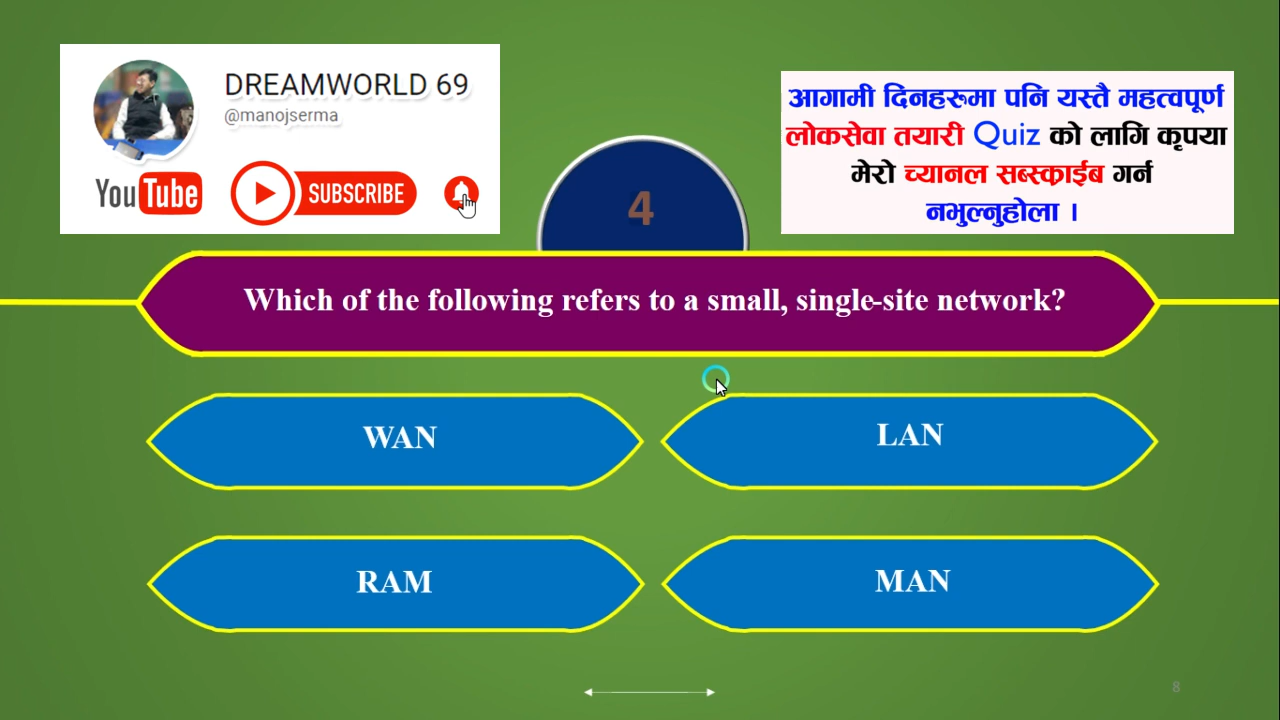 DREAMWORLD 69
@manojserma
YouTube
SUBSCRIBE
आगामी दिनहरुमा पनि यस्तै महत्वपूर्ण
लोकसेवा तयारी Quiz को लागि कृपया
मेरो च्यानल सब्स्क्राईब गर्न
नभुल्नुहोला ।
4
Which of the following refers to a small, single-site network?
WAN
LAN
RAM
MAN
8